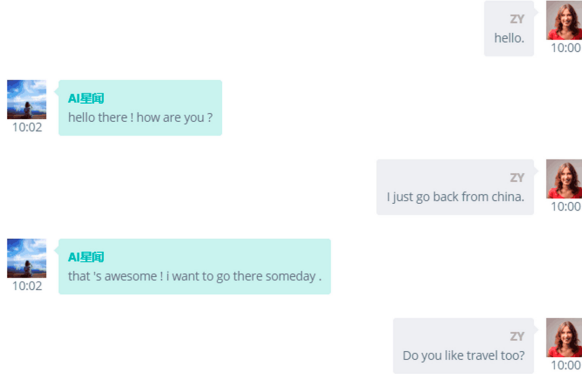 ZY
hello.
10:00
AI星闻
hello there ! how are you ?
10:02
ZY
I just go back from china.
10:00
AI星闻
that 's awesome ! i want to go there someday .
10:02
ZY
Do you like travel too?
10:00